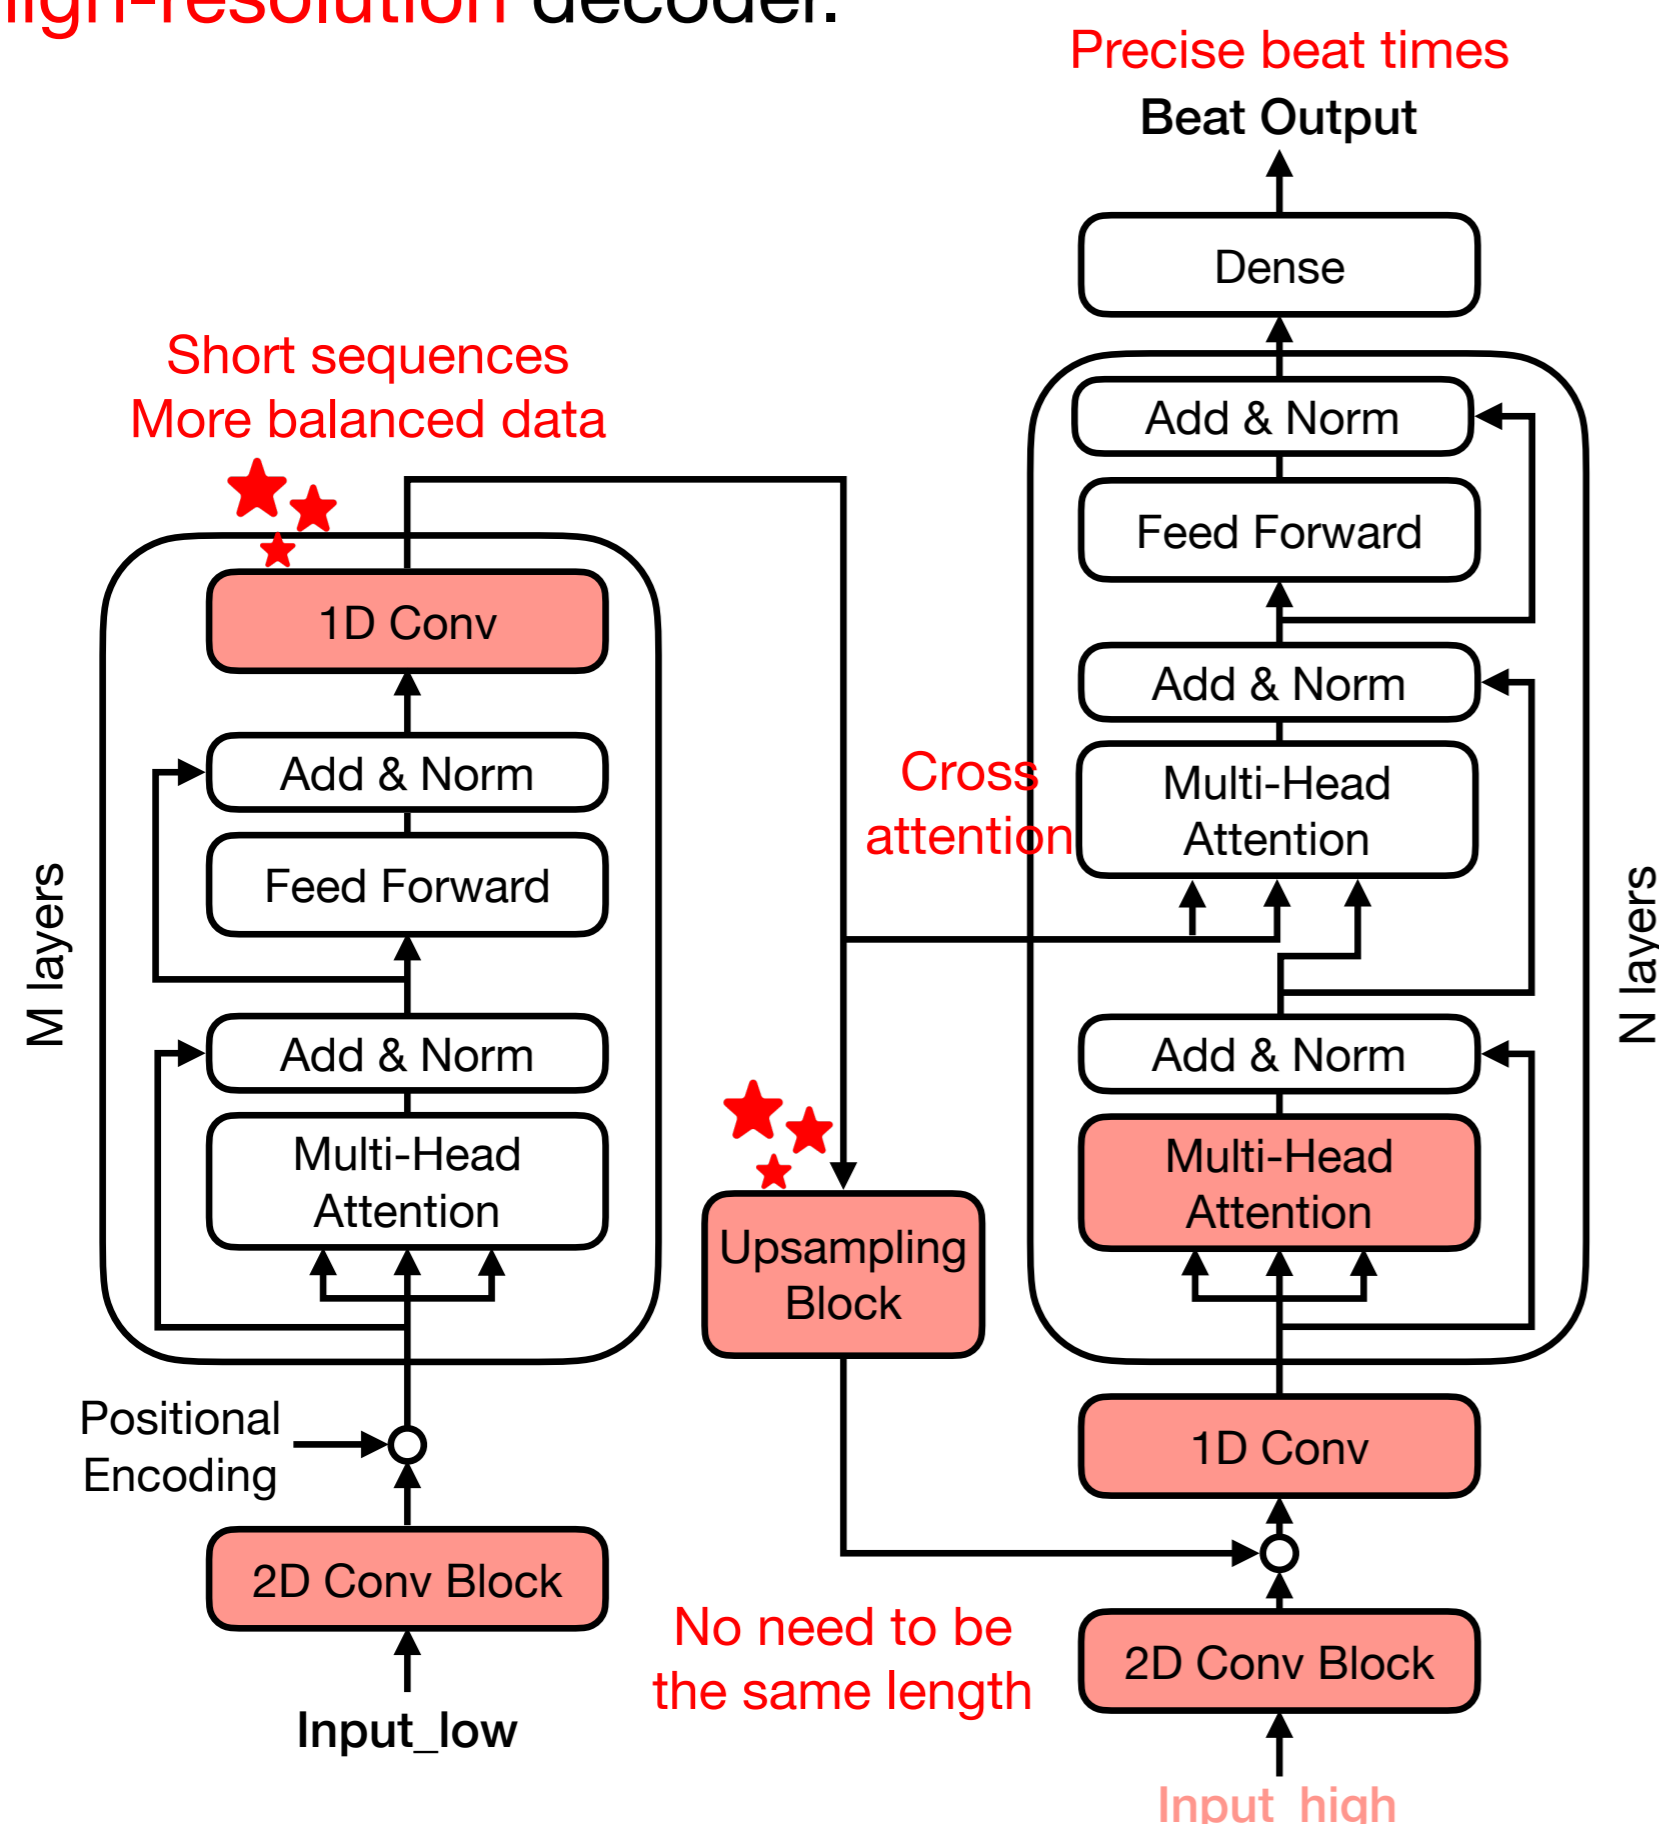 high-resolution decoder.
Precise beat times
Beat Output
Dense
Short sequences
More balanced data
Add & Norm
Feed Forward
1D Conv
Add & Norm
Add & Norm
Cross
attention
Multi-Head
Attention
Feed Forward
M layers
N layers
Add & Norm
Add & Norm
Multi-Head
Attention
Multi-Head
Attention
Upsampling
Block
Positional
Encoding
1D Conv
2D Conv Block
No need to be
the same length
2D Conv Block
Input_low
Input_high